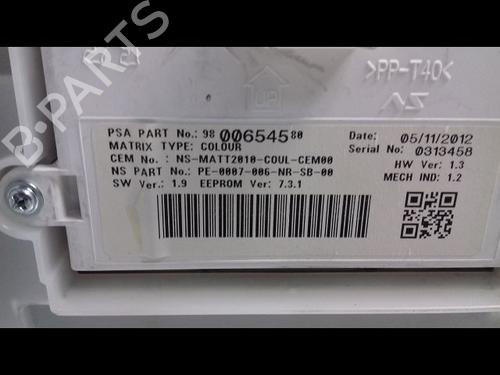 >PP-T40<
UP
NS
PSA PART No.: 98 006545 80
MATRIX TYPE: COLOUR
CEM No.: NS-MATT2010-COUL-CEM00
NS PART No.: PE-0007-006-NR-SB-00
SW Ver.: 1.9 EEPROM Ver: 7.3.1
Date: 05/11/2012
Serial No: 0313458
HW Ver: 1.3
MECH IND: 1.2
B-PARTS